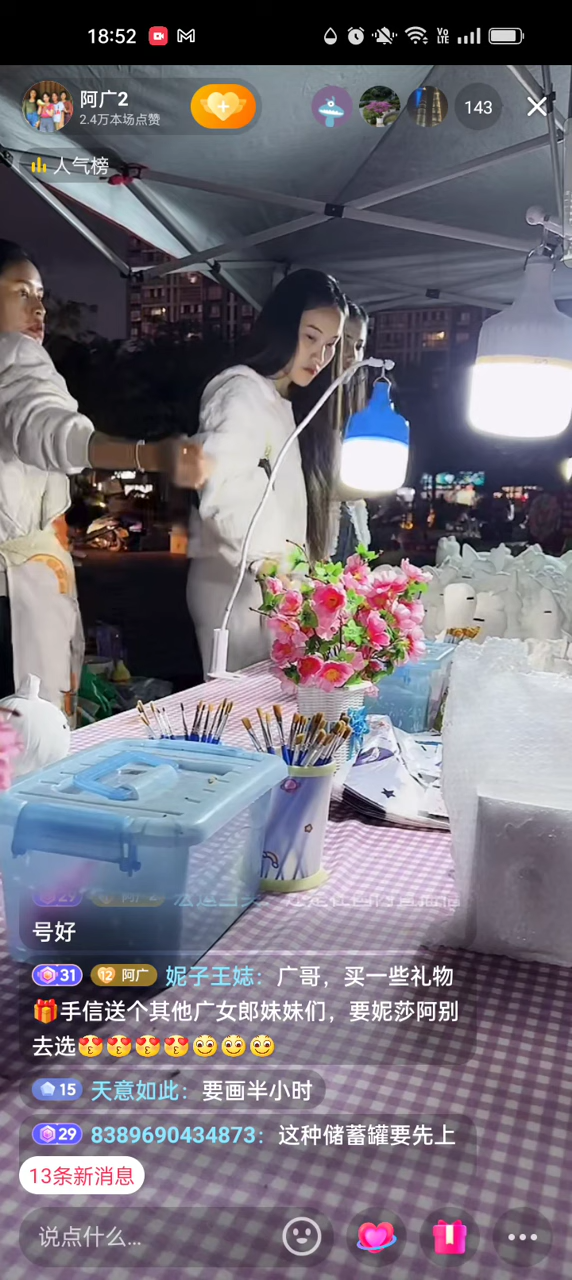 18:52
Vo
LTE
阿广2
2.4万本场点赞
143
人气榜
号好
31 12 阿广 妮子王婊：广哥，买一些礼物
🎁手信送个其他广女郎妹妹们，要妮莎阿别
去选😍😍😍😍🙄🙄🙄
15 天意如此：要画半小时
29 8389690434873：这种储蓄罐要先上
13条新消息
说点什么...